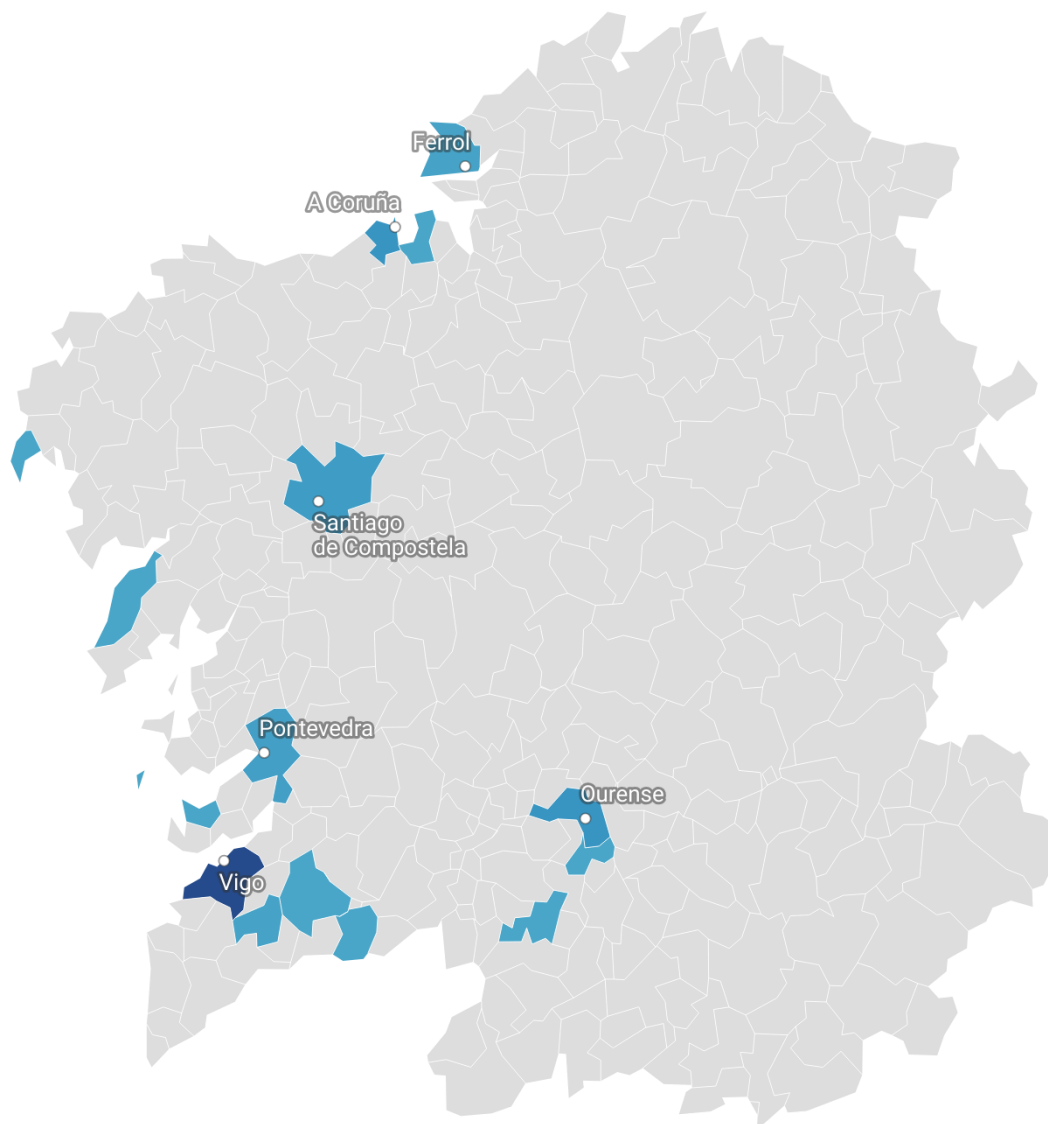 Ferrol
A Coruña
Santiago
de Compostela
Pontevedra
Ourense
Vigo